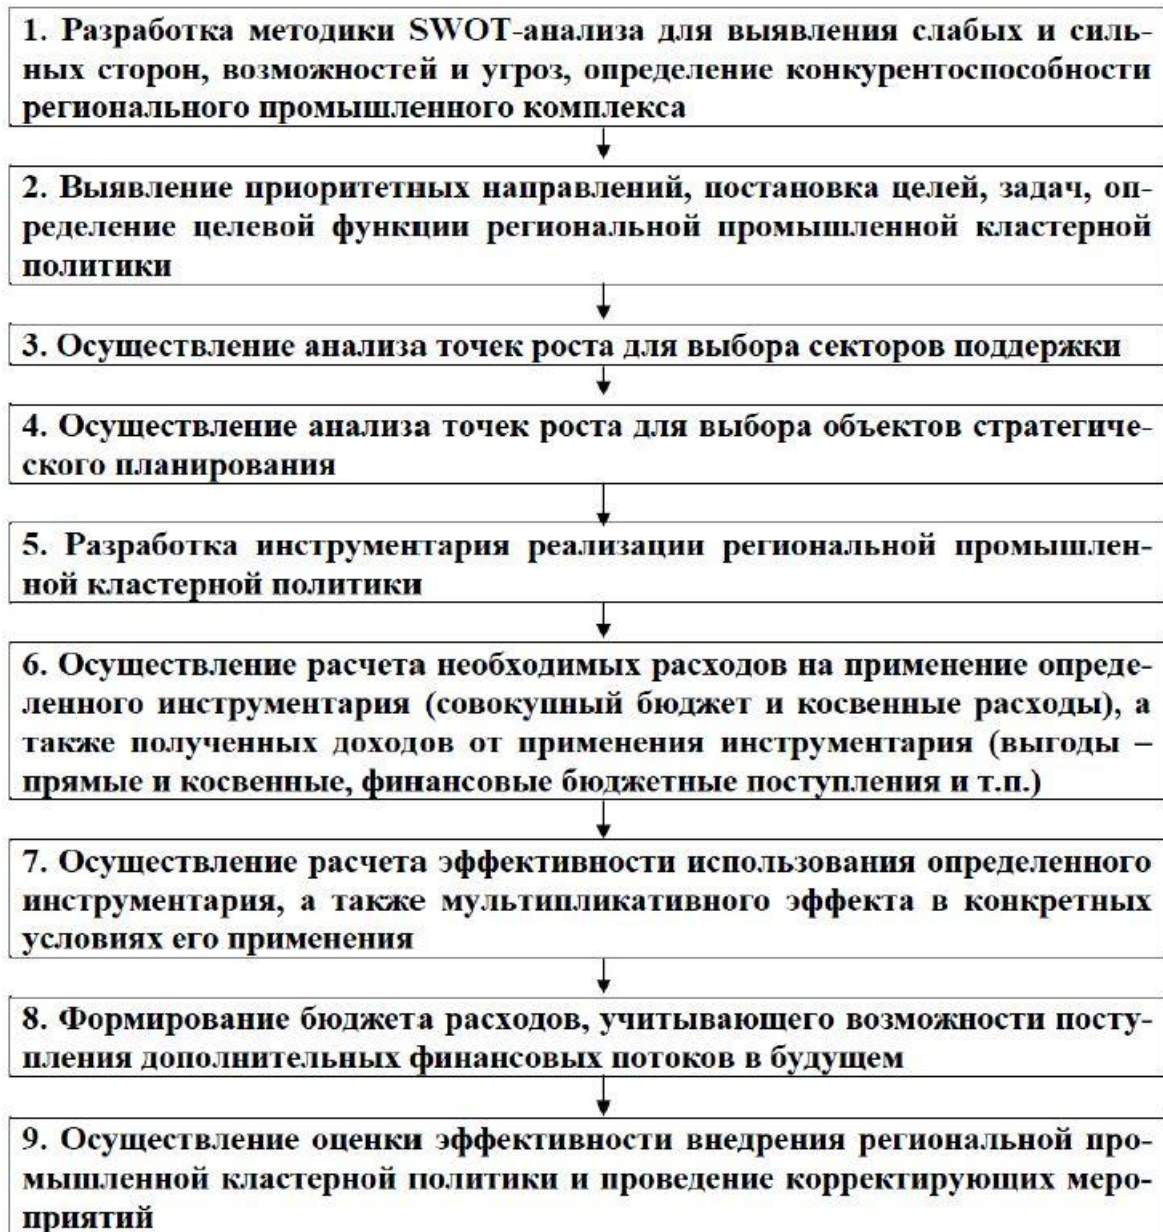 1. Разработка методики SWOT-анализа для выявления слабых и силь-
ных сторон, возможностей и угроз, определение конкурентоспособности
регионального промышленного комплекса
2. Выявление приоритетных направлений, постановка целей, задач, оп-
ределение целевой функции региональной промышленной кластерной
политики
3. Осуществление анализа точек роста для выбора секторов поддержки
4. Осуществление анализа точек роста для выбора объектов стратегиче-
ского планирования
5. Разработка инструментария реализации региональной промышлен-
ной кластерной политики
6. Осуществление расчета необходимых расходов на применение опреде-
ленного инструментария (совокупный бюджет и косвенные расходы), а
также полученных доходов от применения инструментария (выгоды –
прямые и косвенные, финансовые бюджетные поступления и т.п.)
7. Осуществление расчета эффективности использования определенного
инструментария, а также мультипликативного эффекта в конкретных
условиях его применения
8. Формирование бюджета расходов, учитывающего возможности посту-
пления дополнительных финансовых потоков в будущем
9. Осуществление оценки эффективности внедрения региональной про-
мышленной кластерной политики и проведение корректирующих меро-
приятий